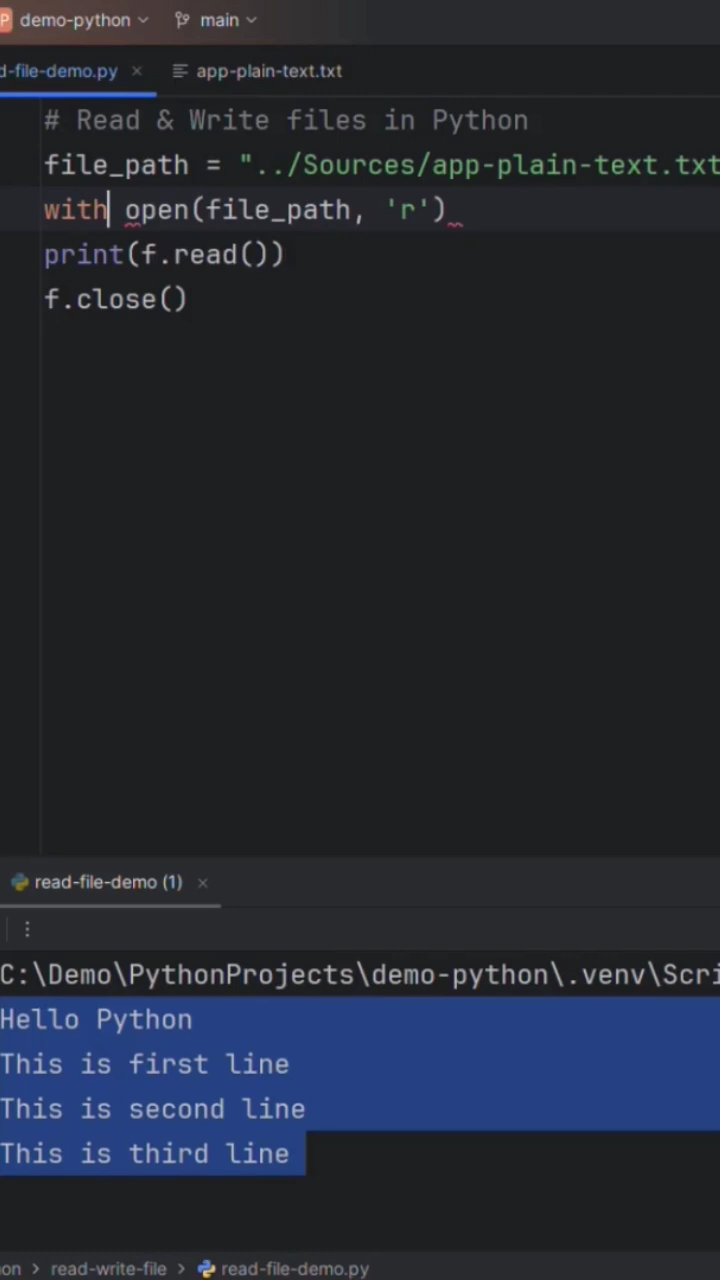 P demo-python main
d-file-demo.py × app-plain-text.txt
# Read & Write files in Python
file_path = "../Sources/app-plain-text.txt
with open(file_path, 'r')
print(f.read())
f.close()
read-file-demo (1) ×
C:\Demo\PythonProjects\demo-python\.venv\Scri
Hello Python
This is first line
This is second line
This is third line
on > read-write-file > read-file-demo.py